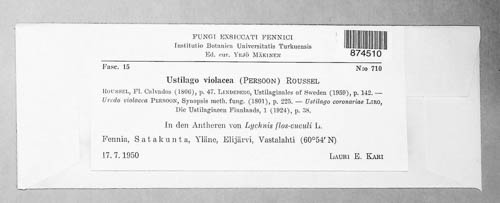 FUNGI EXSICCATI FENNICI
Instituto Botanico Universitatis Turkuensis
Ed. cur. YRJÖ MÄKINEN
874510
Fasc. 15
N:o 710
Ustilago violacea (PERSOON) ROUSSEL
ROUSSEL, Fl. Calvados (1806), p. 47. LINDEBERG, Ustilaginales of Sweden (1959), p. 142. —
Uredo violacea PERSOON, Synopsis meth. fung. (1801), p. 225. — Ustilago coronariae LIRO,
Die Ustilagineen Finnlands, 1 (1924), p. 38.
In den Antheren von Lychnis flos-cuculi L.
Fennia, Satakunta, Yläne, Elijärvi, Vastalahti (60°54′ N)
17. 7. 1950
LAURI E. KARI